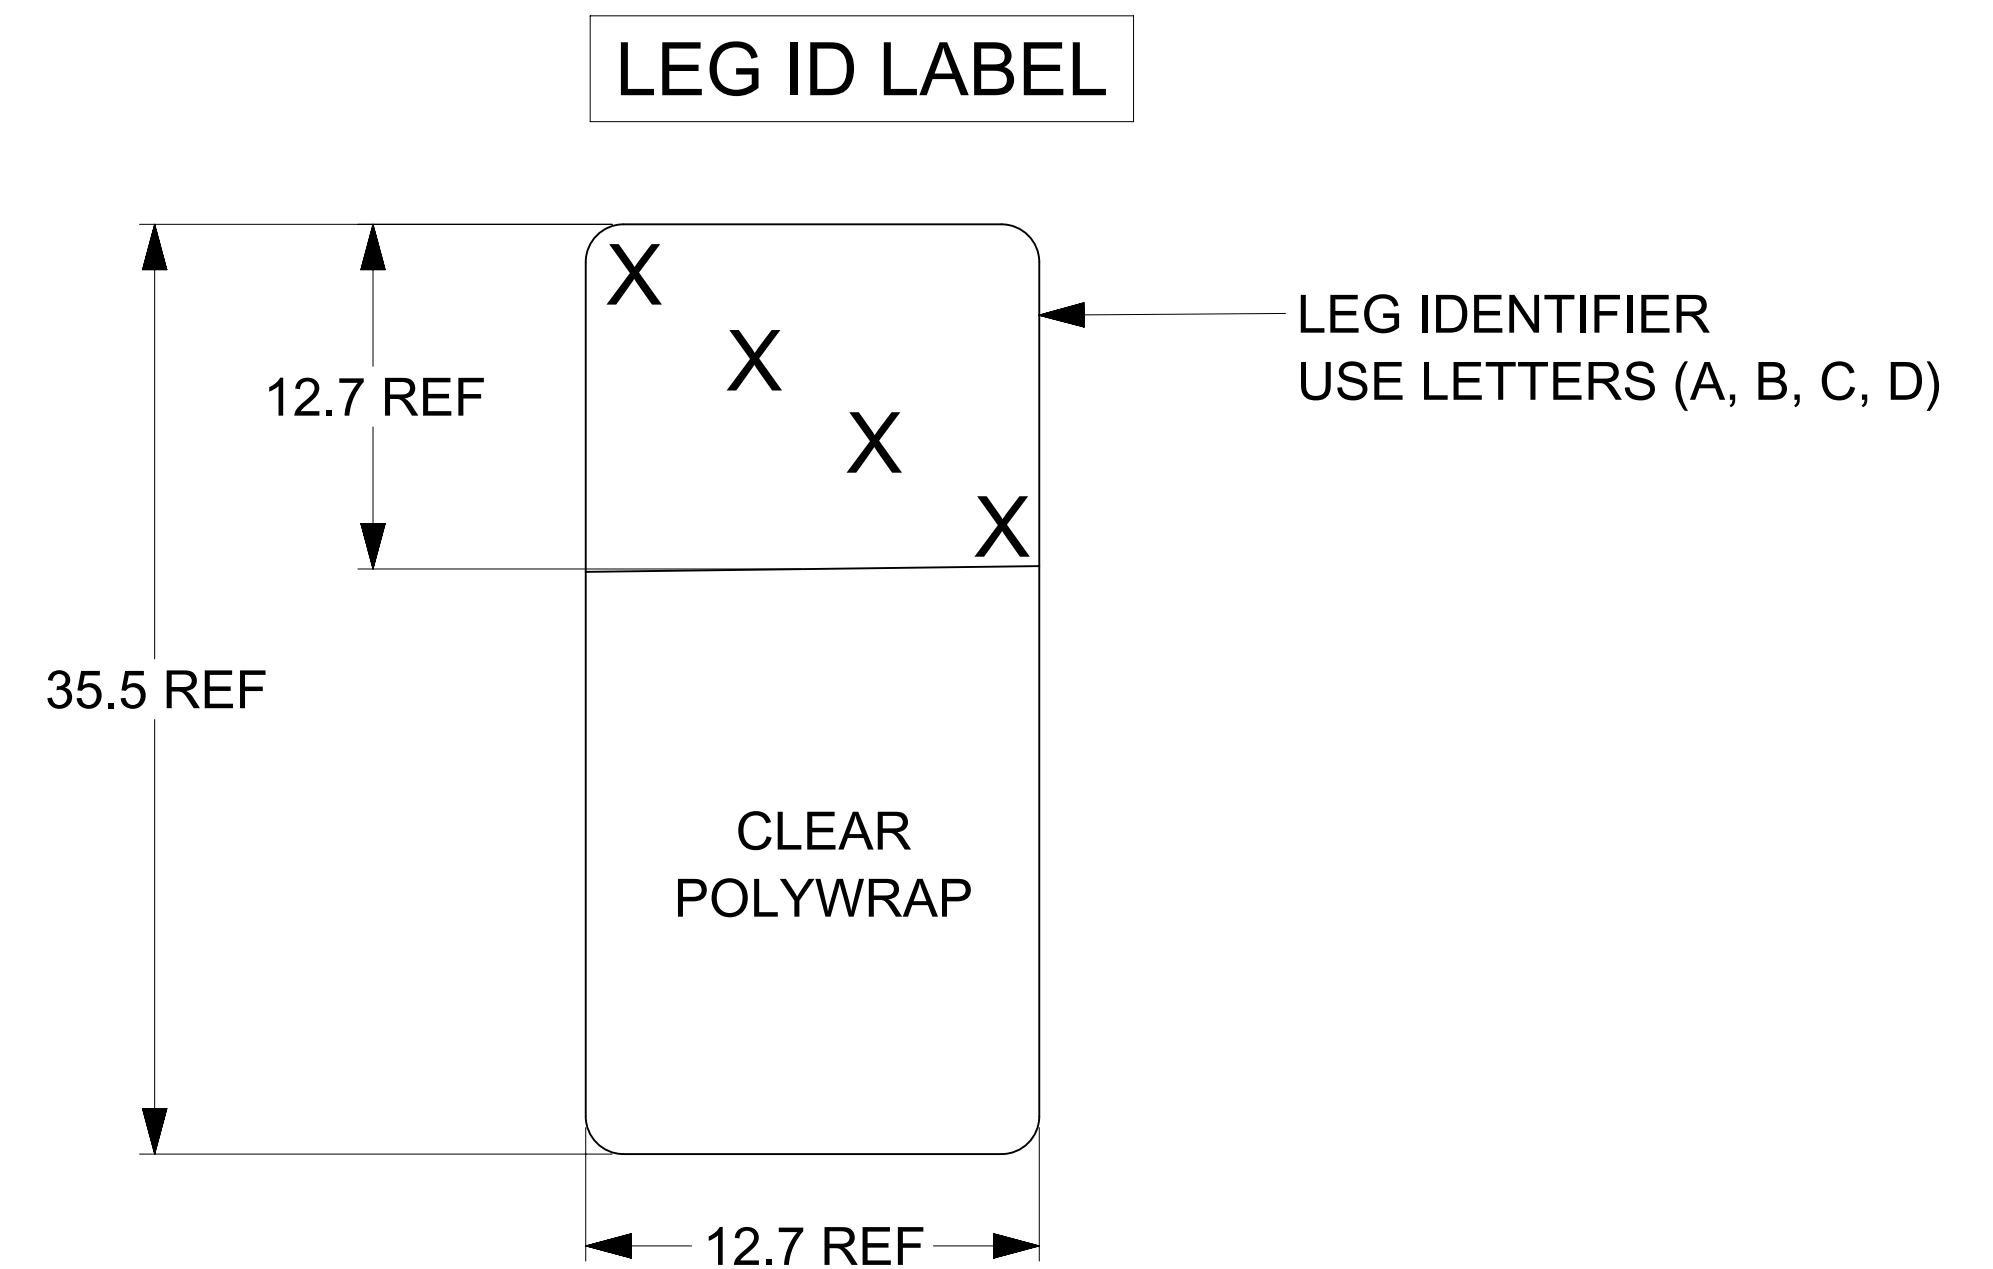 LEG ID LABEL
X
X
X
X
LEG IDENTIFIER
USE LETTERS (A, B, C, D)
12.7 REF
35.5 REF
CLEAR
POLYWRAP
12.7 REF